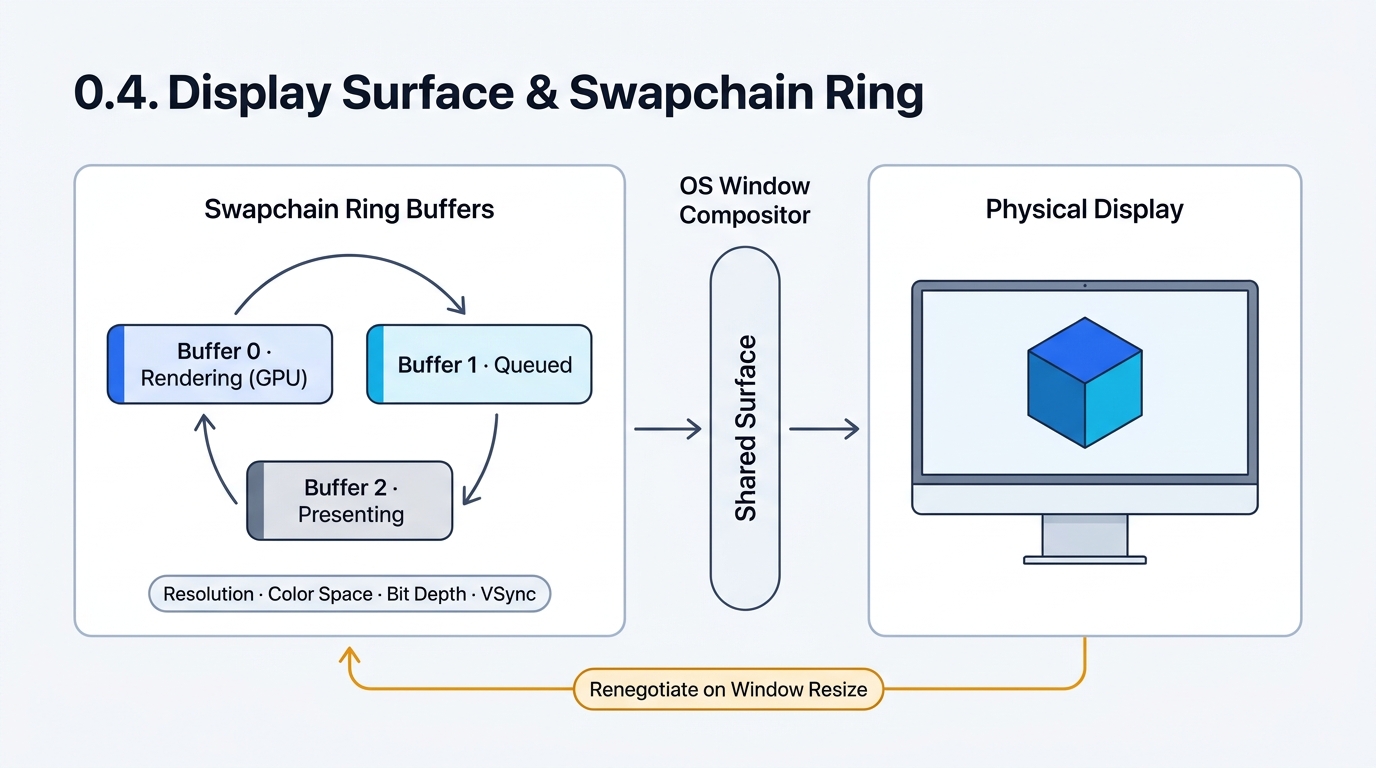 0.4. Display Surface & Swapchain Ring
Swapchain Ring Buffers
Buffer 0 ·
Rendering (GPU)
Buffer 1 · Queued
Buffer 2 ·
Presenting
Resolution · Color Space · Bit Depth · VSync
OS Window
Compositor
Shared Surface
Physical Display
Renegotiate on Window Resize